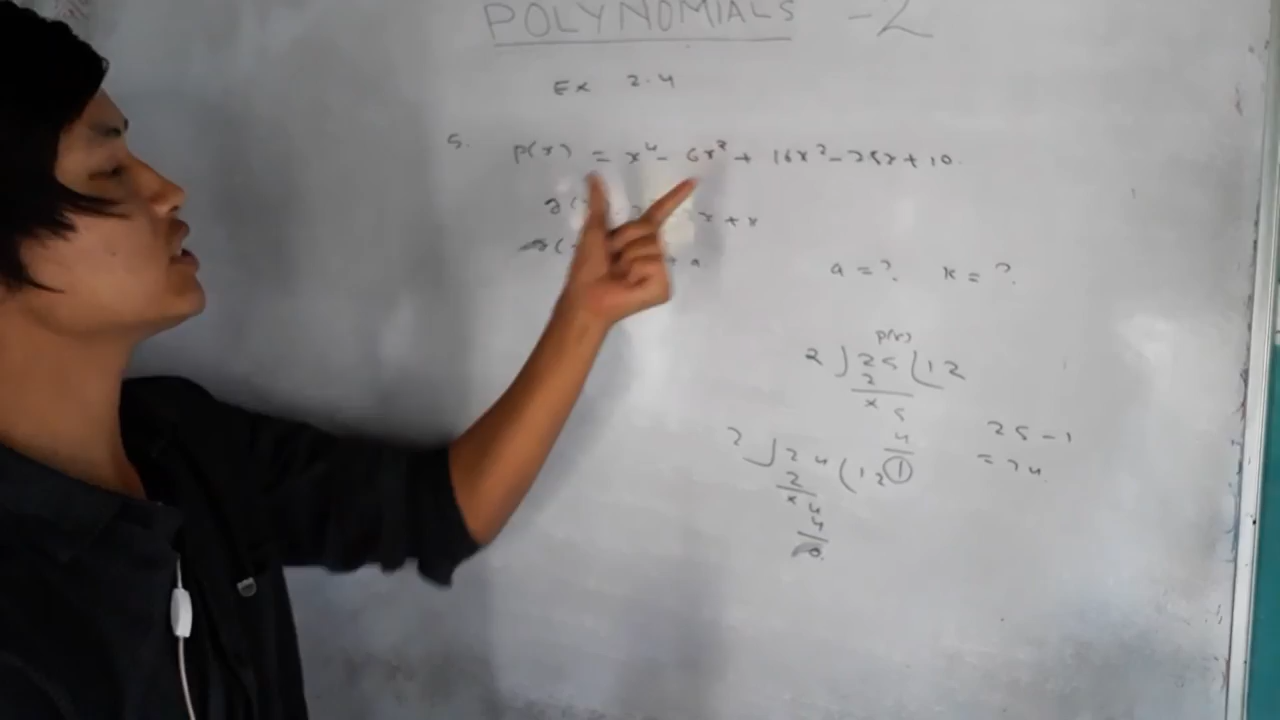 POLYNOMIALS -2
Ex 2.4
5. p(x) = x⁴ - 6x³ + 16x² - 25x + 10.
x + k
+ a
a = ?. k = ?.
p(x)
2 ) 25 ( 12
2
x 5
4
1
25 - 1
= 24
2 ) 24 ( 12
2
x 4
4
0